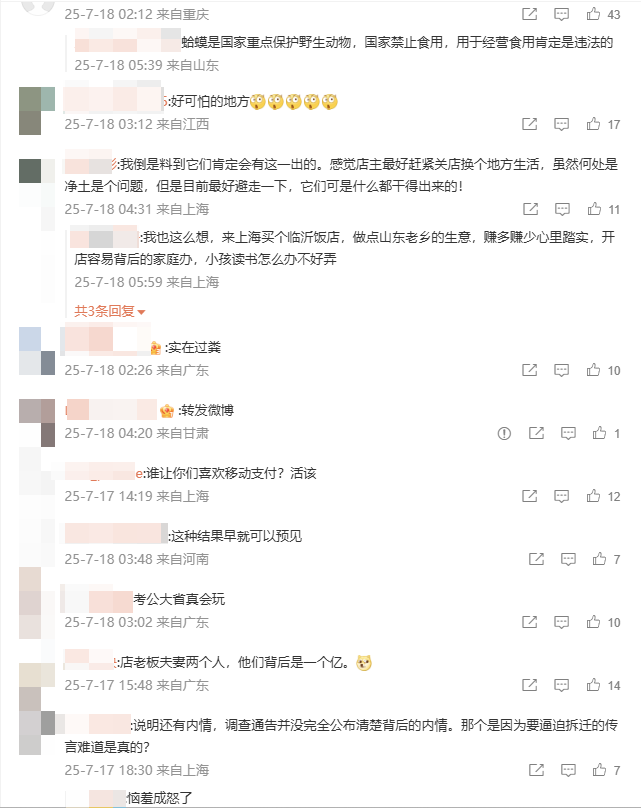 25-7-18 02:12 来自重庆
43
蛤蟆是国家重点保护野生动物，国家禁止食用，用于经营食用肯定是违法的
25-7-18 05:39 来自山东
:好可怕的地方
25-7-18 03:12 来自江西
17
:我倒是料到它们肯定会有这一出的。感觉店主最好赶紧关店换个地方生活，虽然何处是
净土是个问题，但是目前最好避走一下，它们可是什么都干得出来的！
25-7-18 04:31 来自上海
11
:我也这么想，来上海买个临沂饭店，做点山东老乡的生意，赚多赚少心里踏实，开
店容易背后的家庭办，小孩读书怎么办不好弄
25-7-18 05:59 来自上海
共3条回复
:实在过粪
25-7-18 02:26 来自广东
10
:转发微博
25-7-18 04:20 来自甘肃
1
e:谁让你们喜欢移动支付？活该
25-7-17 14:19 来自上海
12
:这种结果早就可以预见
25-7-18 03:48 来自河南
7
考公大省真会玩
25-7-18 03:02 来自广东
10
:店老板夫妻两个人，他们背后是一个亿。
25-7-17 15:48 来自广东
14
:说明还有内情，调查通告并没完全公布清楚背后的内情。那个是因为要逼迫拆迁的传
言难道是真的？
25-7-17 18:30 来自上海
7
恼羞成怒了